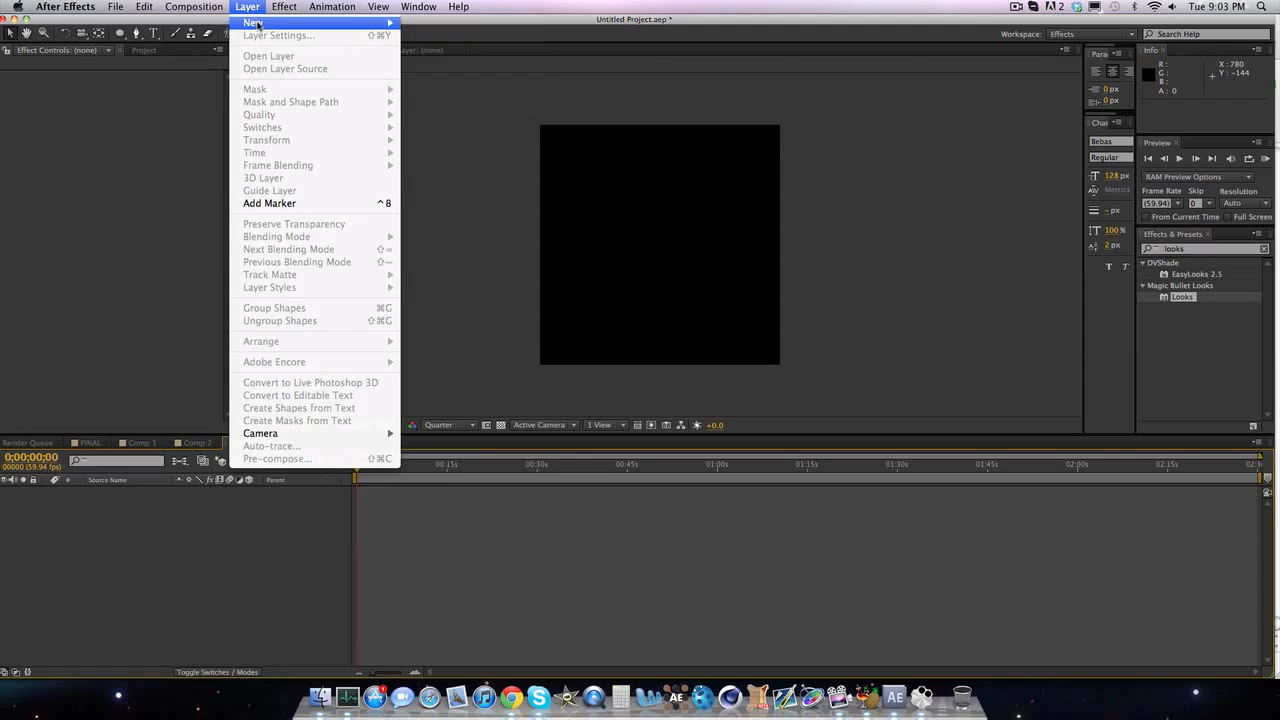 After Effects File Edit Composition Layer Effect Animation View Window Help 2 Tue 9:03 PM
Untitled Project.aep *
New
Workspace: Effects Search Help
Layer Settings... ⇧⌘Y
Effect Controls: (none) Project Layer: (none) Para Info
Open Layer
Open Layer Source
R: X: 780
G: Y: -144
B:
A: 0
Mask
0 px
Mask and Shape Path
0 px
Quality
Char
Switches
Transform
Bebas Preview
Time
Regular
Frame Blending
3D Layer
128 px RAM Preview Options
Guide Layer
Metrics Frame Rate Skip Resolution
Add Marker ^8
(59.94) 0 Auto
- px From Current Time Full Screen
Preserve Transparency
100% Effects & Presets
Blending Mode
2 px looks
Next Blending Mode ⇧=
Previous Blending Mode ⇧-
DVShade
Track Matte
T T EasyLooks 2.5
Layer Styles
Magic Bullet Looks
Looks
Group Shapes ⌘G
Ungroup Shapes ⇧⌘G
Arrange
Adobe Encore
Convert to Live Photoshop 3D
Convert to Editable Text
Create Shapes from Text
Create Masks from Text
Quarter Active Camera 1 View +0.0
Camera
Render Queue FINAL Comp 1 Comp 2
Auto-trace...
Pre-compose... ⇧⌘C
0;00;00;00
00000 (59.94 fps)
00:15s 00:30s 00:45s 01:00s 01:15s 01:30s 01:45s 02:00s 02:15s 02:30
# Source Name Parent
Toggle Switches / Modes
AE AE